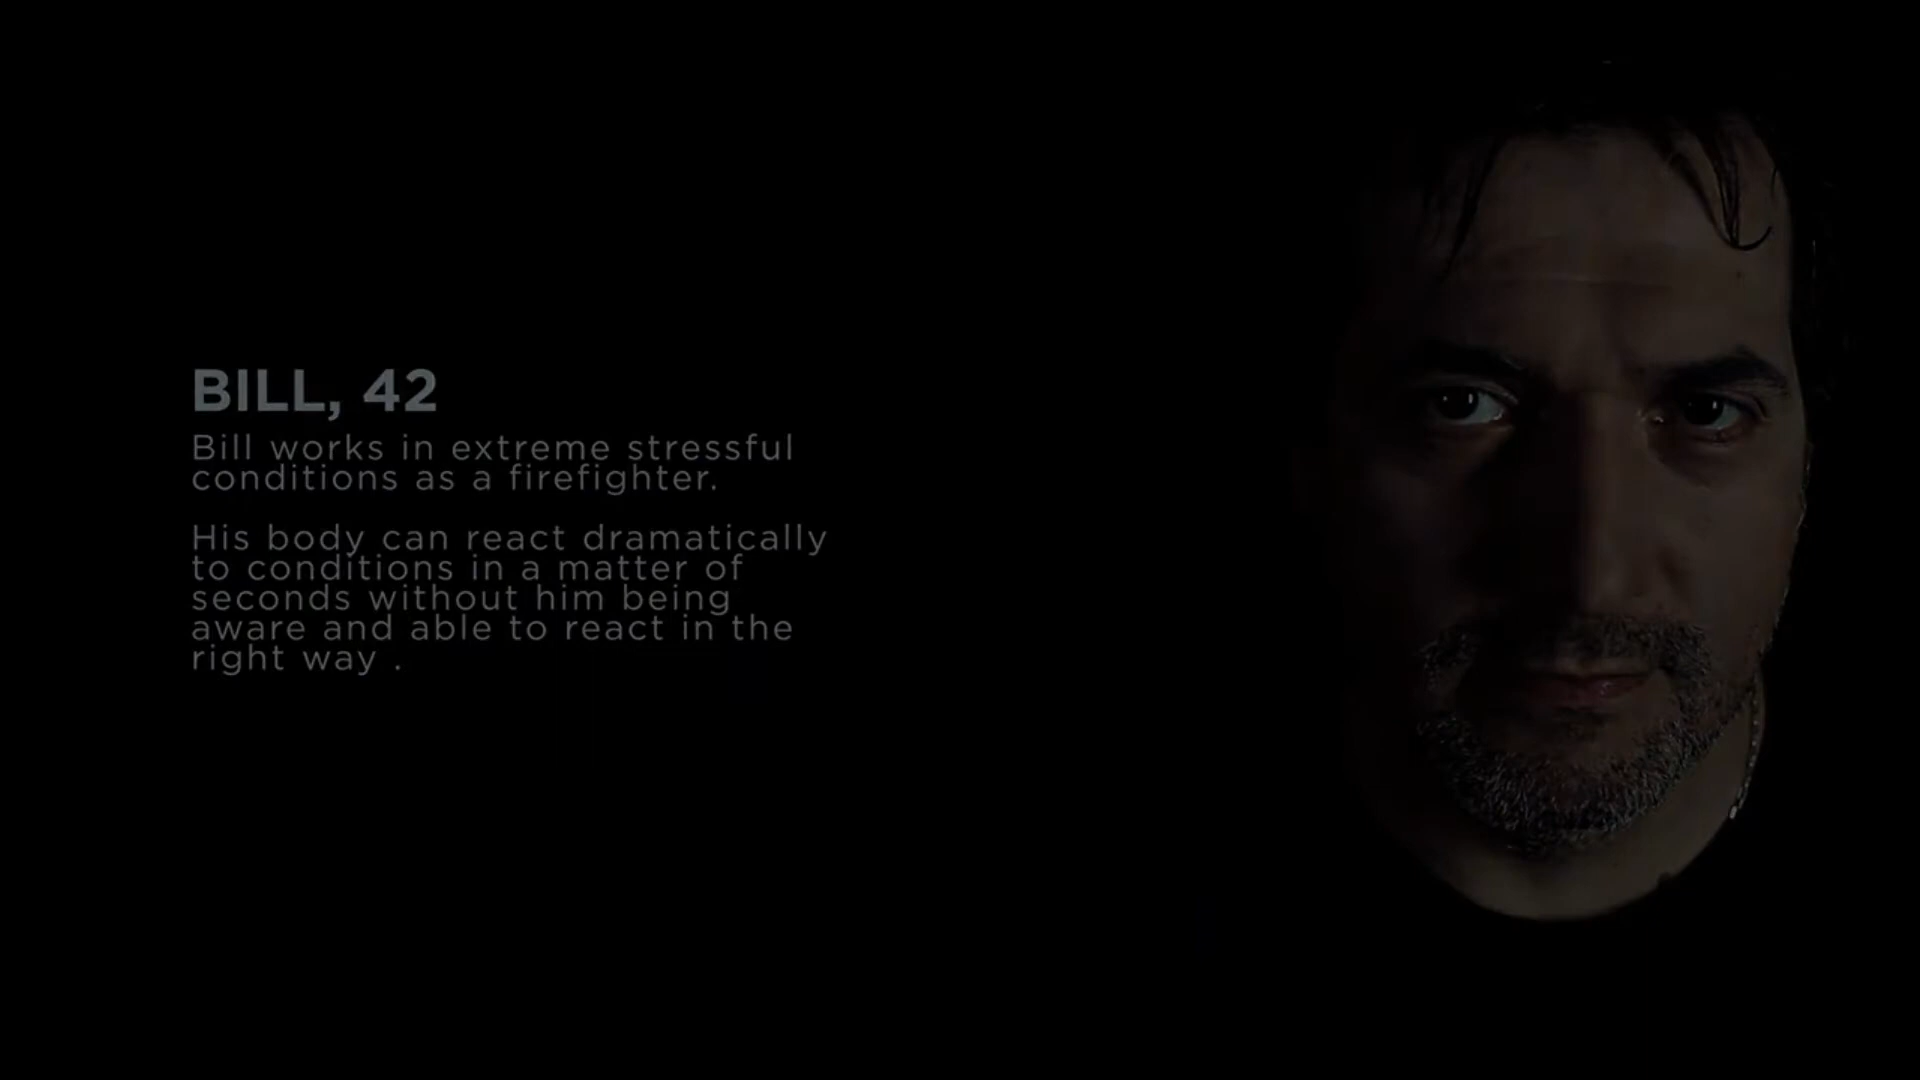 BILL, 42
Bill works in extreme stressful
conditions as a firefighter.
His body can react dramatically
to conditions in a matter of
seconds without him being
aware and able to react in the
right way .